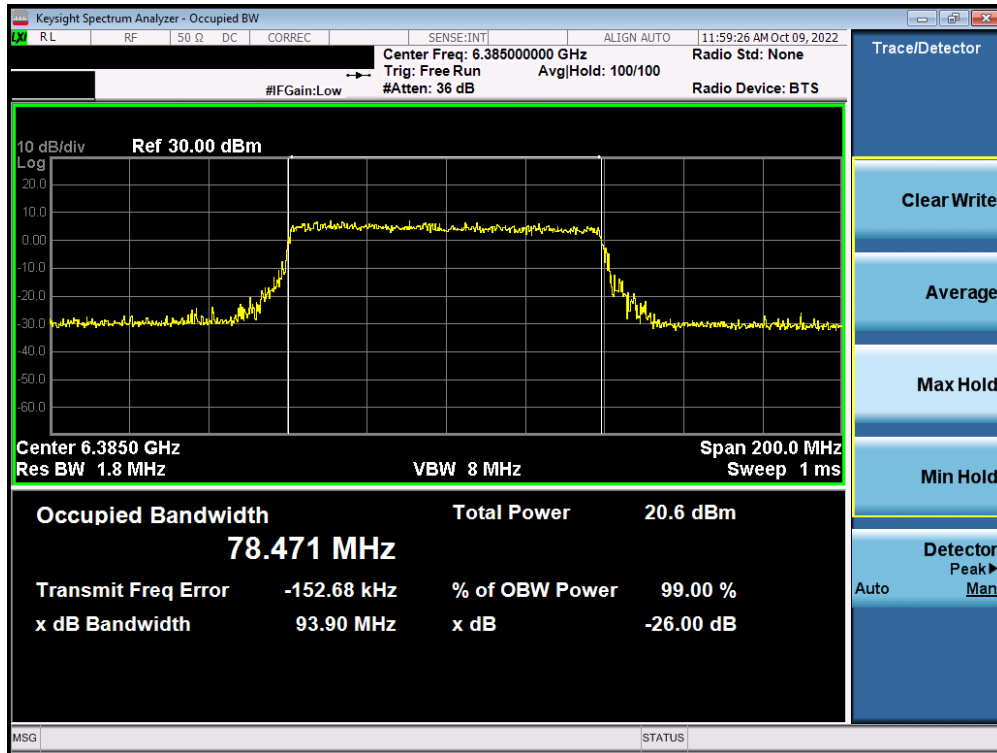 Keysight Spectrum Analyzer - Occupied BW
LXI RL RF 50 Ω DC CORREC SENSE:INT ALIGN AUTO 11:59:26 AM Oct 09, 2022
Center Freq: 6.385000000 GHz Radio Std: None
Trig: Free Run Avg|Hold: 100/100
#IFGain:Low #Atten: 36 dB Radio Device: BTS
Trace/Detector
10 dB/div Ref 30.00 dBm
Log
20.0
10.0
0.00
-10.0
-20.0
-30.0
-40.0
-50.0
-60.0
Center 6.3850 GHz Span 200.0 MHz
Res BW 1.8 MHz VBW 8 MHz Sweep 1 ms
Occupied Bandwidth Total Power 20.6 dBm
78.471 MHz
Transmit Freq Error -152.68 kHz % of OBW Power 99.00 %
x dB Bandwidth 93.90 MHz x dB -26.00 dB
Clear Write
Average
Max Hold
Min Hold
Detector
Peak▶
Auto Man
MSG STATUS